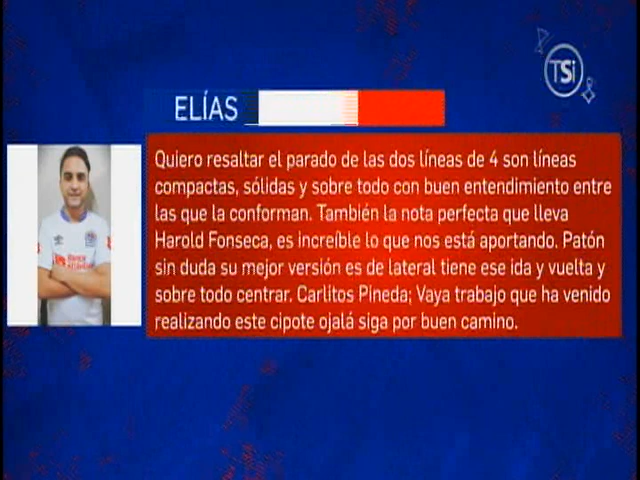 TSi
ELÍAS
Quiero resaltar el parado de las dos líneas de 4 son líneas
compactas, sólidas y sobre todo con buen entendimiento entre
las que la conforman. También la nota perfecta que lleva
Harold Fonseca, es increíble lo que nos está aportando. Patón
sin duda su mejor versión es de lateral tiene ese ida y vuelta y
sobre todo centrar. Carlitos Pineda; Vaya trabajo que ha venido
realizando este cipote ojalá siga por buen camino.